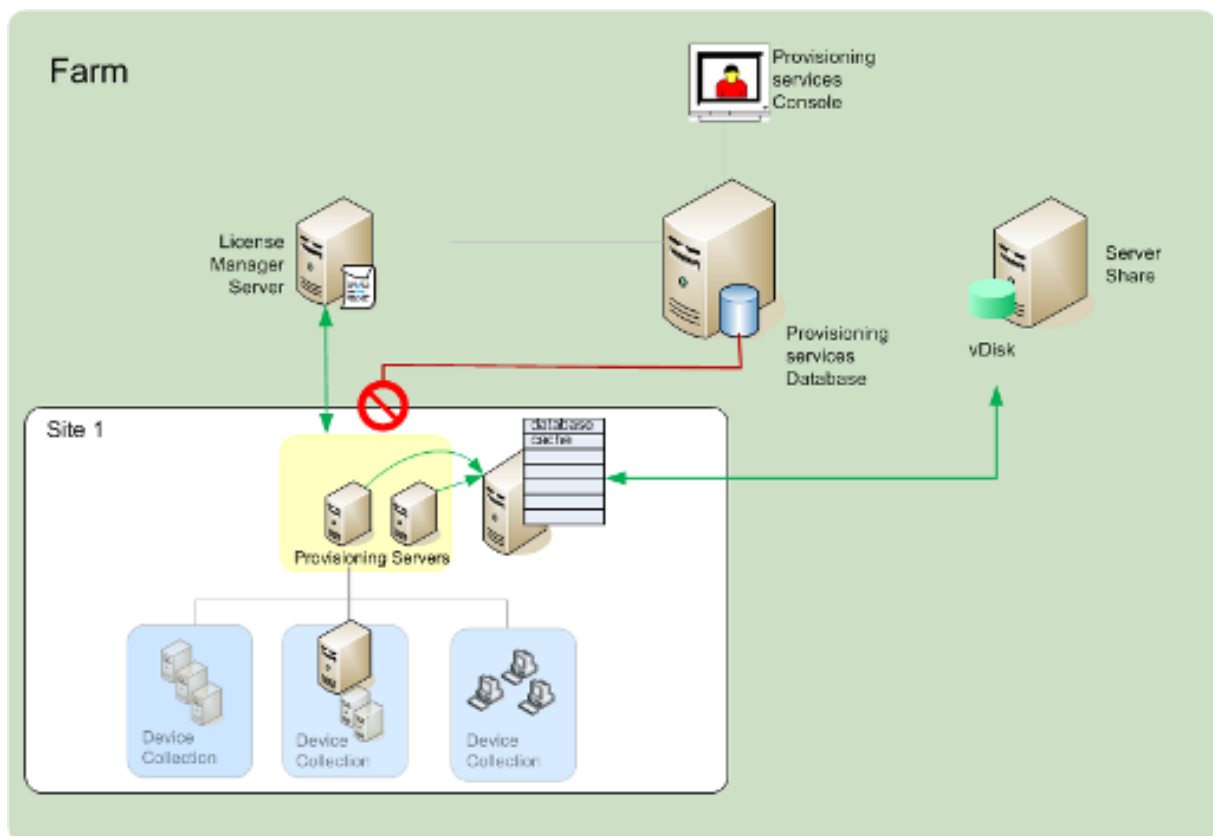 Farm
Provisioning
services
Console
License
Manager
Server
Server
Share
vDisk
Provisioning
services
Database
Site 1
database
cache
Provisioning Servers
Device
Collection
Device
Collection
Device
Collection